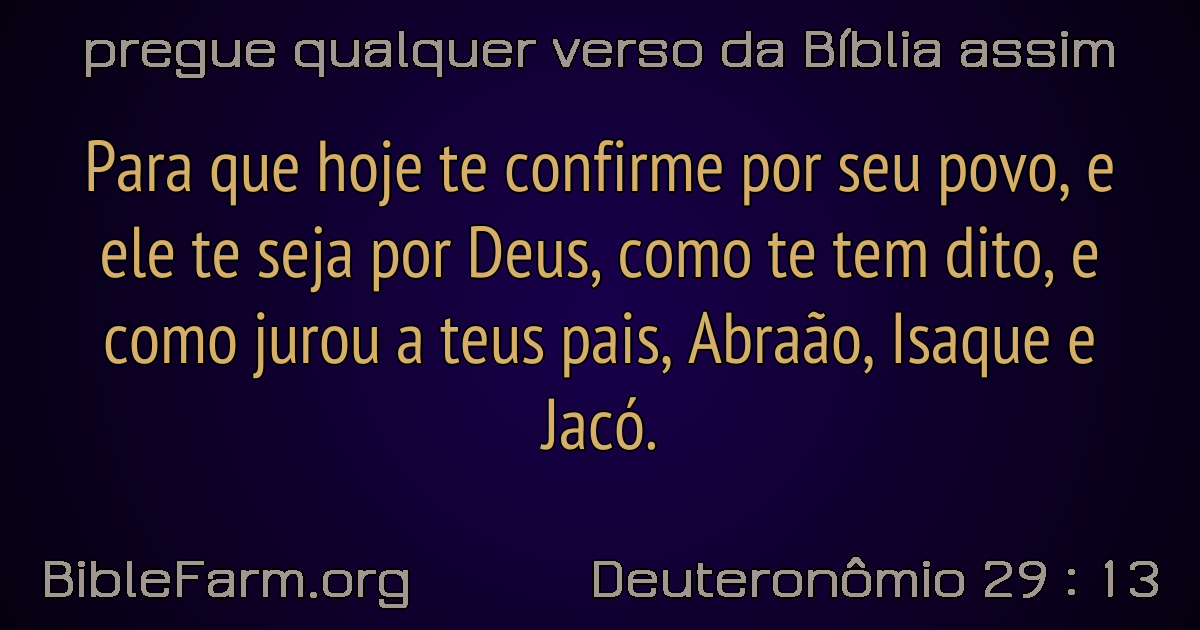 pregue qualquer verso da Bíblia assim
Para que hoje te confirme por seu povo, e
ele te seja por Deus, como te tem dito, e
como jurou a teus pais, Abraão, Isaque e
Jacó.
BibleFarm.org
Deuteronômio 29 : 13